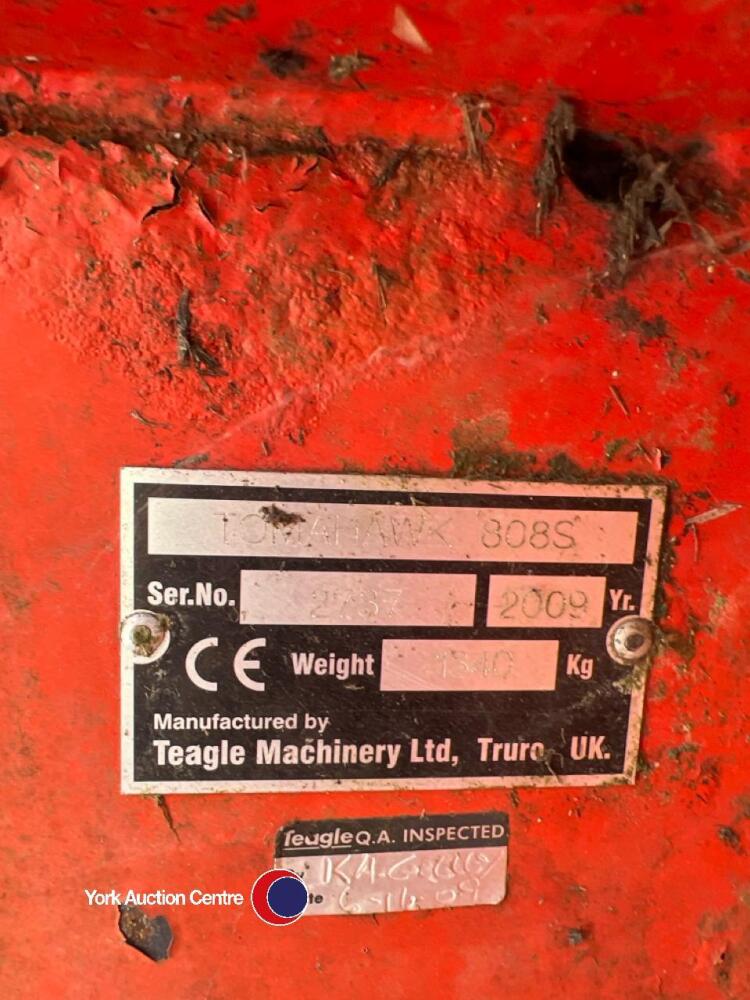 TOMAHAWK 808S
Ser.No. 2737 2009 Yr.
CE Weight 1340 Kg
Manufactured by
Teagle Machinery Ltd, Truro, UK.
Teagle Q.A. INSPECTED
York Auction Centre